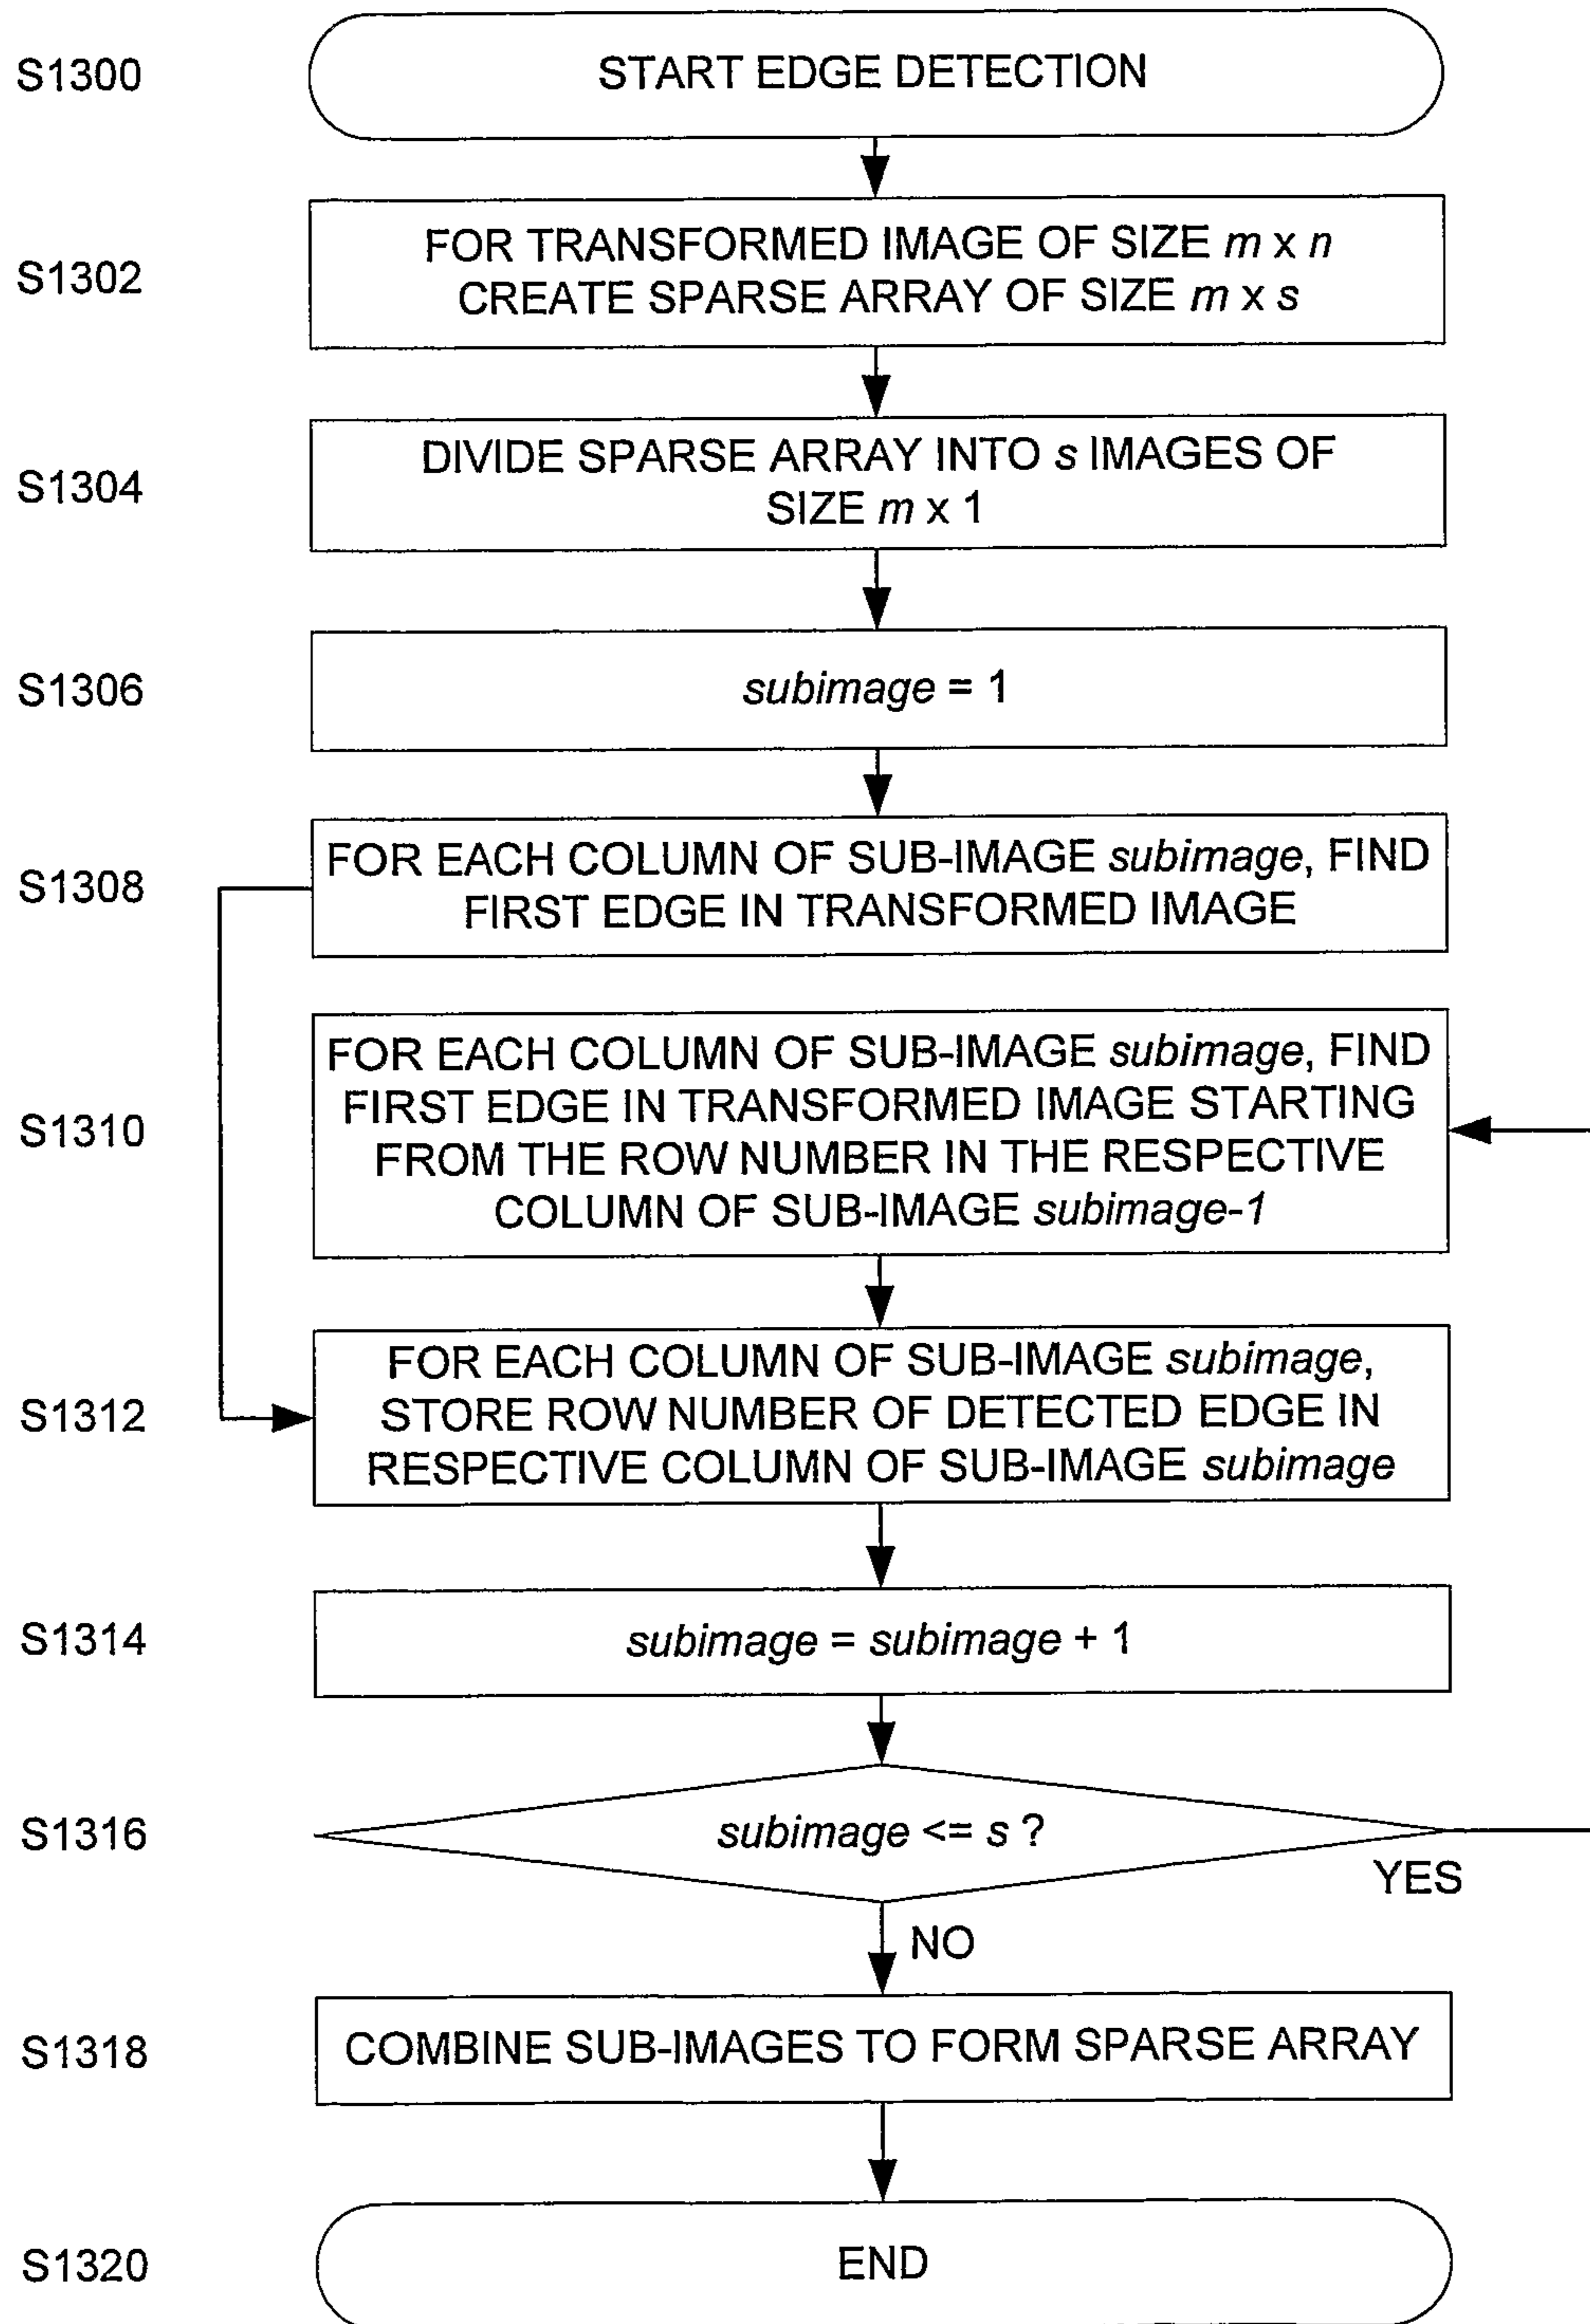 S1300
START EDGE DETECTION
S1302
FOR TRANSFORMED IMAGE OF SIZE m x n
CREATE SPARSE ARRAY OF SIZE m x s
S1304
DIVIDE SPARSE ARRAY INTO s IMAGES OF
SIZE m x 1
S1306
subimage = 1
S1308
FOR EACH COLUMN OF SUB-IMAGE subimage, FIND
FIRST EDGE IN TRANSFORMED IMAGE
S1310
FOR EACH COLUMN OF SUB-IMAGE subimage, FIND
FIRST EDGE IN TRANSFORMED IMAGE STARTING
FROM THE ROW NUMBER IN THE RESPECTIVE
COLUMN OF SUB-IMAGE subimage-1
S1312
FOR EACH COLUMN OF SUB-IMAGE subimage,
STORE ROW NUMBER OF DETECTED EDGE IN
RESPECTIVE COLUMN OF SUB-IMAGE subimage
S1314
subimage = subimage + 1
S1316
subimage <= s ?
YES
NO
S1318
COMBINE SUB-IMAGES TO FORM SPARSE ARRAY
S1320
END